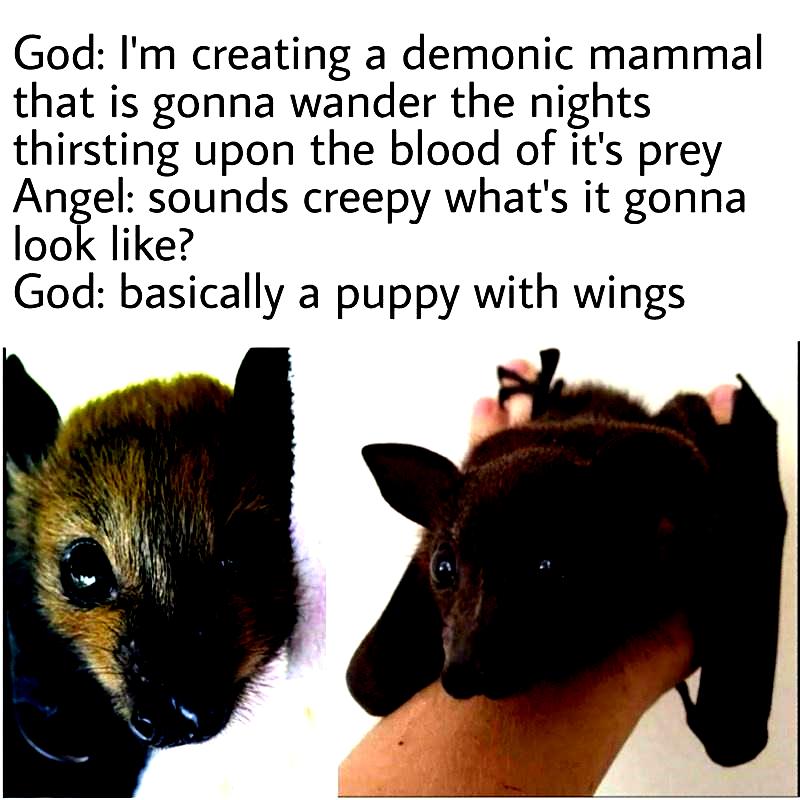 God: I'm creating a demonic mammal
that is gonna wander the nights
thirsting upon the blood of it's prey
Angel: sounds creepy what's it gonna
look like?
God: basically a puppy with wings